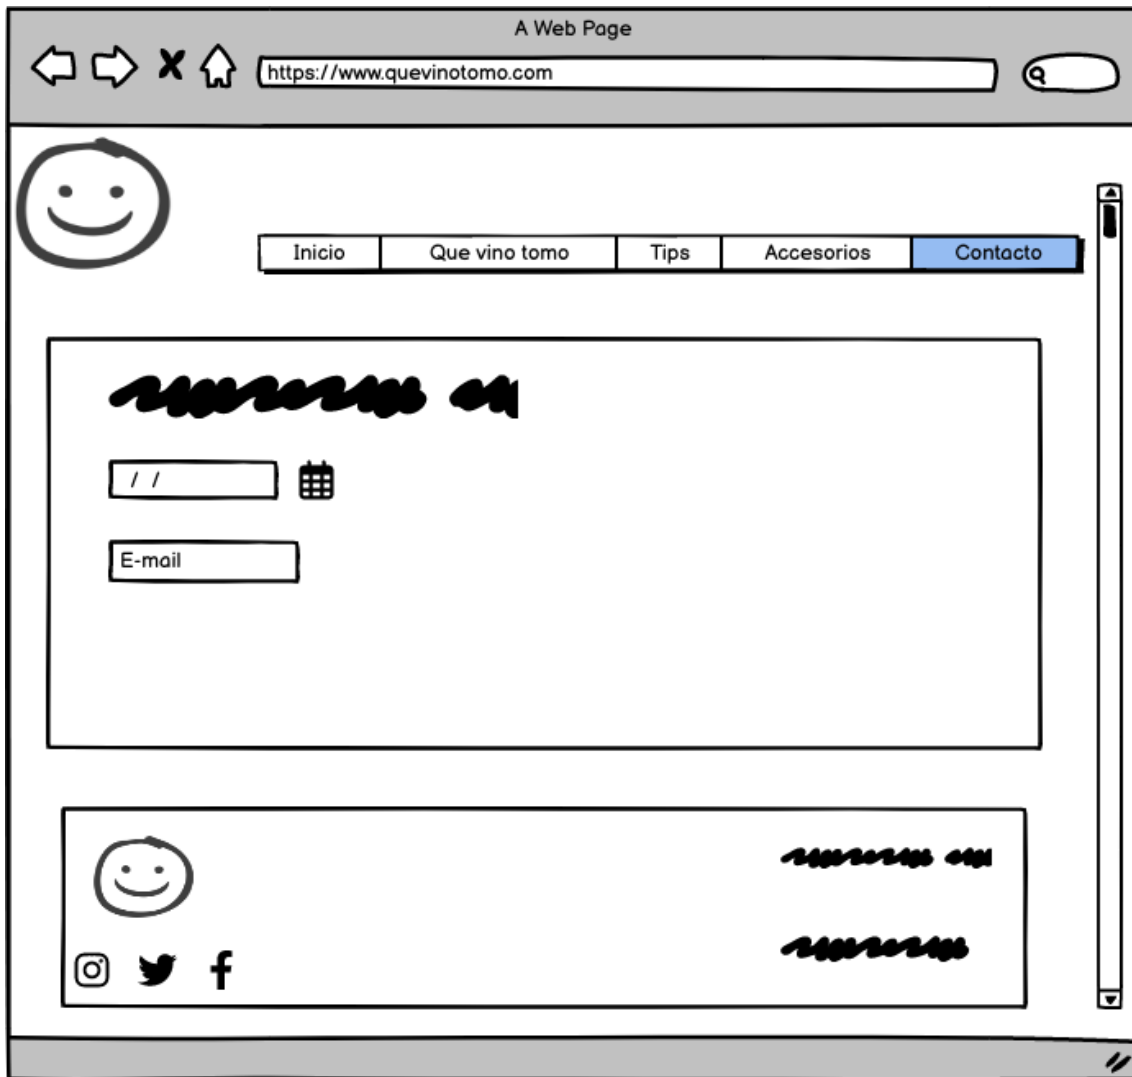 A Web Page
https://www.quevinotomo.com
Inicio Que vino tomo Tips Accesorios Contacto
/ /
E-mail